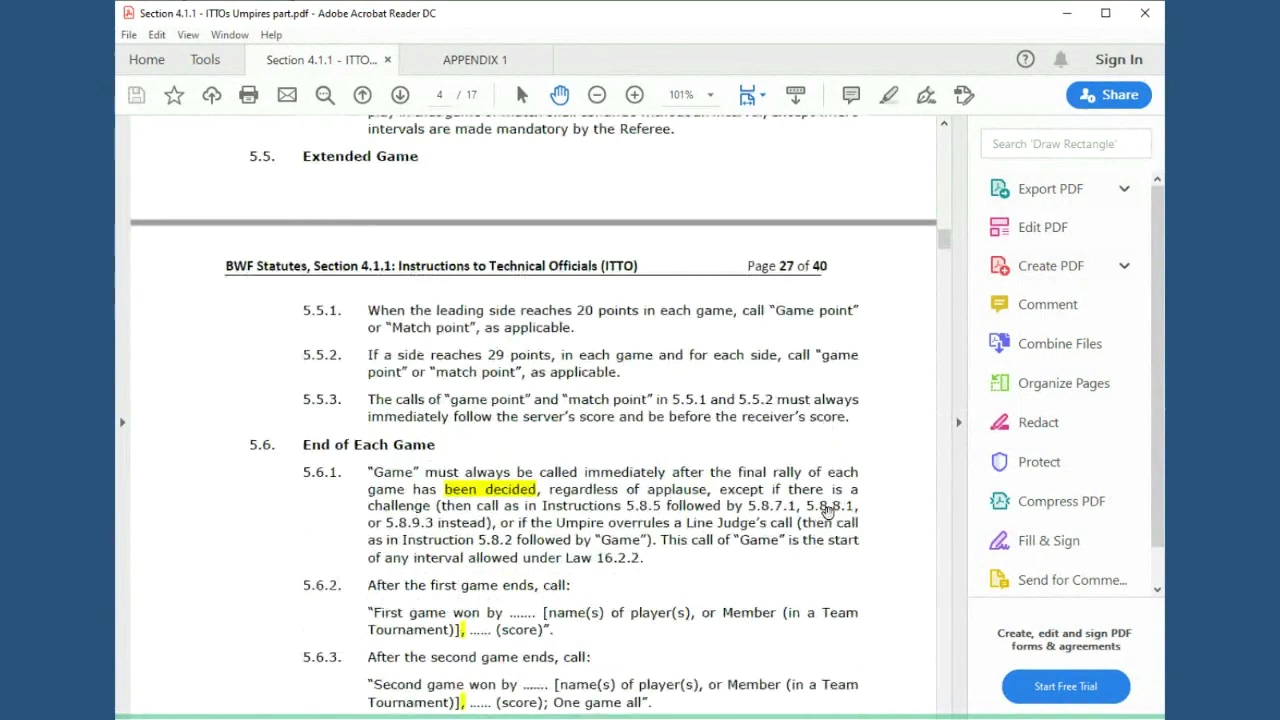 Section 4.1.1 - ITTOs Umpires part.pdf - Adobe Acrobat Reader DC
File Edit View Window Help
Home Tools Section 4.1.1 - ITTO... × APPENDIX 1 Sign In
4 / 17 101% Share
intervals are made mandatory by the Referee.
5.5. Extended Game
BWF Statutes, Section 4.1.1: Instructions to Technical Officials (ITTO) Page 27 of 40
5.5.1. When the leading side reaches 20 points in each game, call “Game point”
or “Match point”, as applicable.
5.5.2. If a side reaches 29 points, in each game and for each side, call “game
point” or “match point”, as applicable.
5.5.3. The calls of “game point” and “match point” in 5.5.1 and 5.5.2 must always
immediately follow the server’s score and be before the receiver’s score.
5.6. End of Each Game
5.6.1. “Game” must always be called immediately after the final rally of each
game has been decided, regardless of applause, except if there is a
challenge (then call as in Instructions 5.8.5 followed by 5.8.7.1, 5.8.8.1,
or 5.8.9.3 instead), or if the Umpire overrules a Line Judge’s call (then call
as in Instruction 5.8.2 followed by “Game”). This call of “Game” is the start
of any interval allowed under Law 16.2.2.
5.6.2. After the first game ends, call:
“First game won by ....... [name(s) of player(s), or Member (in a Team
Tournament)], ...... (score)”.
5.6.3. After the second game ends, call:
“Second game won by ....... [name(s) of player(s), or Member (in a Team
Tournament)], ...... (score); One game all”.
Search 'Draw Rectangle'
Export PDF
Edit PDF
Create PDF
Comment
Combine Files
Organize Pages
Redact
Protect
Compress PDF
Fill & Sign
Send for Comme...
Create, edit and sign PDF
forms & agreements
Start Free Trial